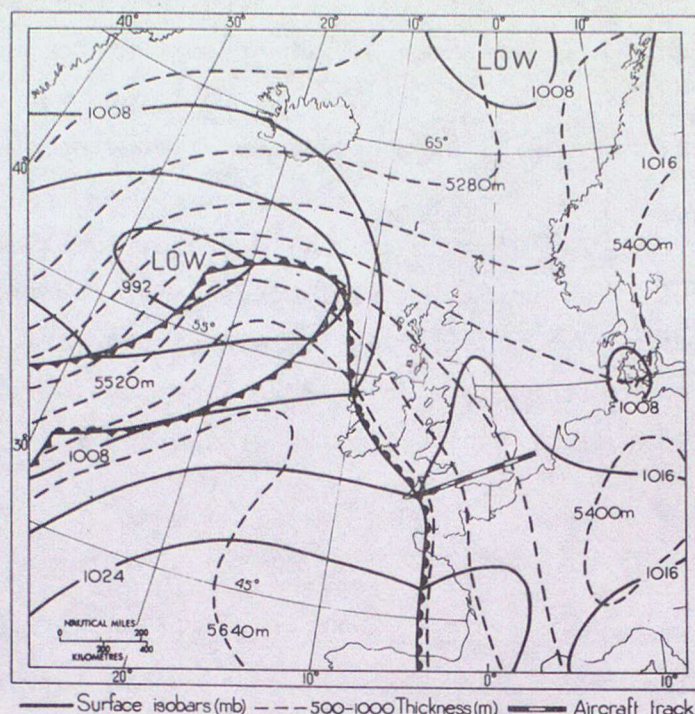 40° 30° 20° 10° 0° 10°
LOW
1008
1008
65°
1016
40°
5280m
5400m
LOW
992
55°
5520m
1008
30°
1008
1016
5400m
1024
45°
1016
NAUTICAL MILES
0 200
5640m
200 400
KILOMETRES
20° 10° 0° 10°
Surface isobars (mb) 500-1000 Thickness (m) Aircraft track